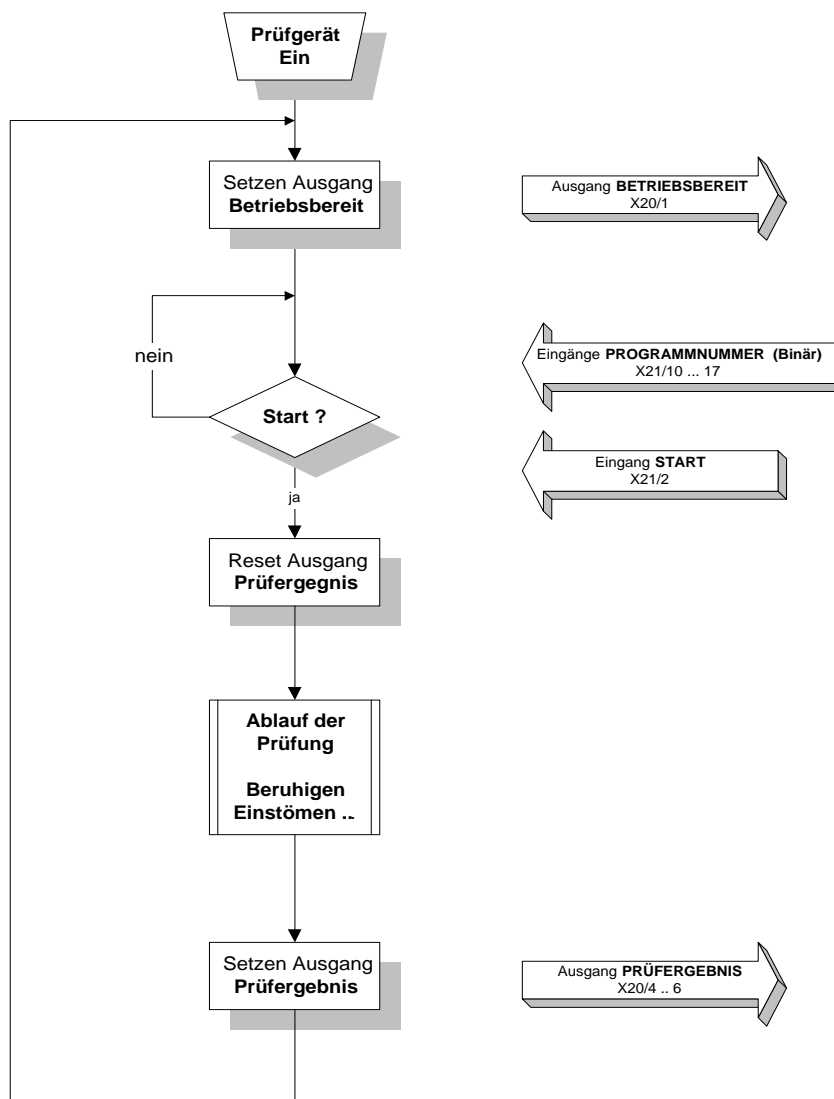 Prüfgerät
Ein
Setzen Ausgang
Betriebsbereit
Ausgang BETRIEBSBEREIT
X20/1
nein
Eingänge PROGRAMMNUMMER (Binär)
X21/10 ... 17
Start ?
Eingang START
X21/2
ja
Reset Ausgang
Prüfergegnis
Ablauf der
Prüfung
Beruhigen
Einstömen ...
Setzen Ausgang
Prüfergebnis
Ausgang PRÜFERGEBNIS
X20/4 .. 6